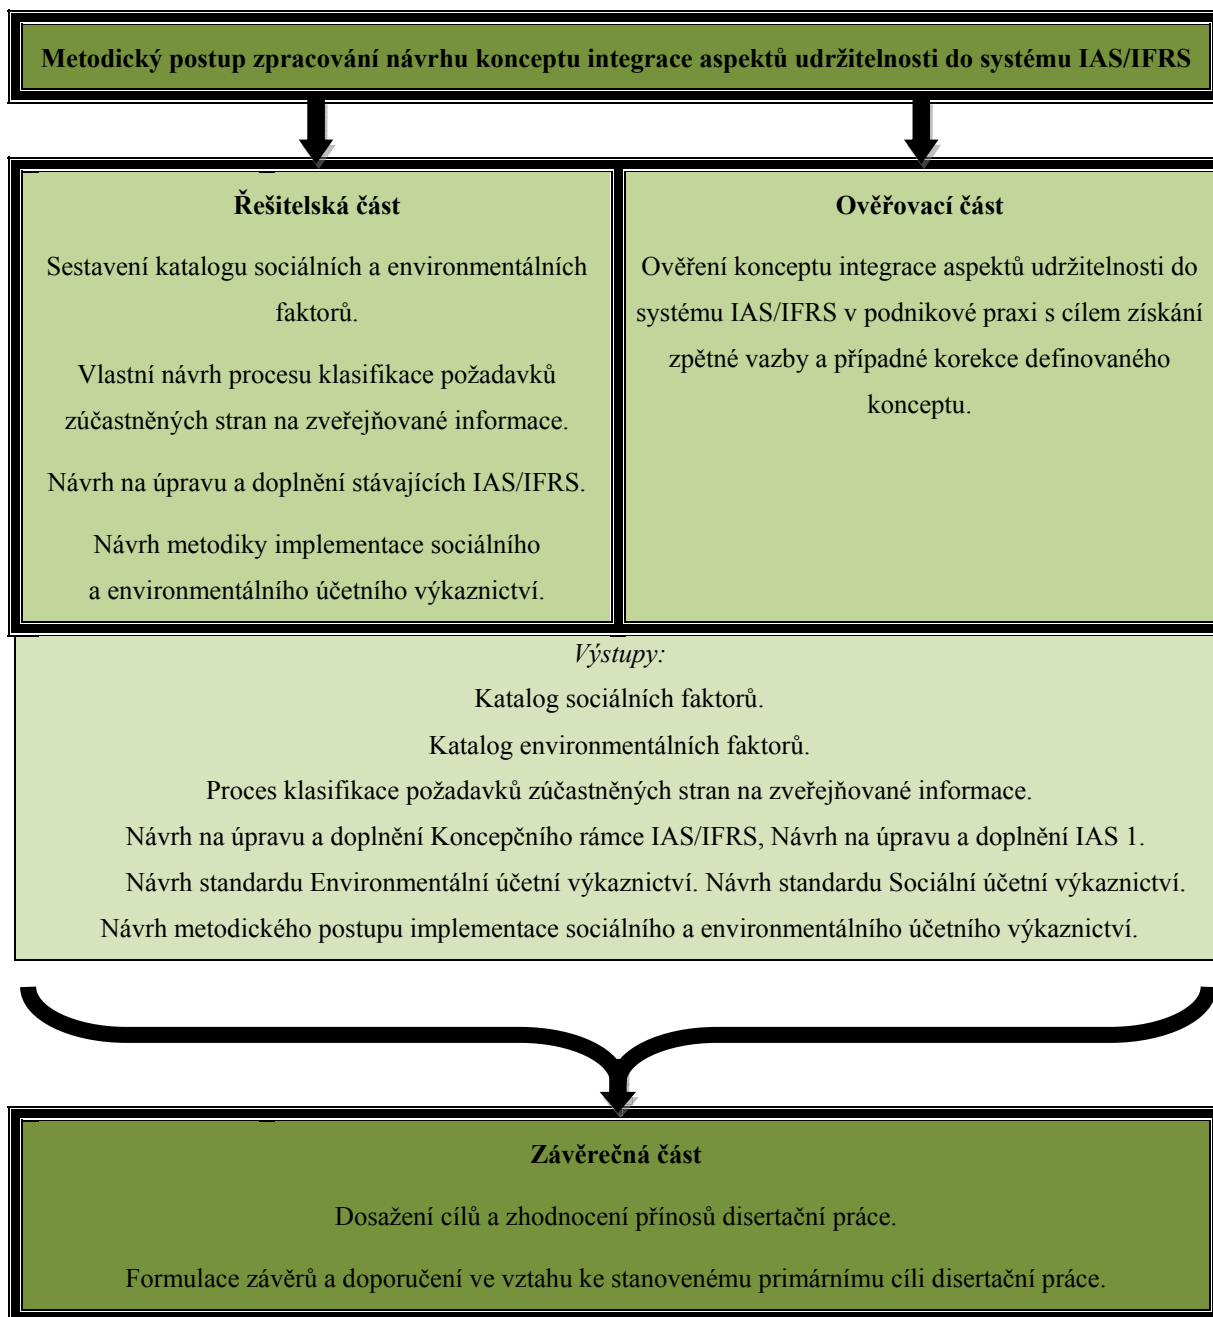 Metodický postup zpracování návrhu konceptu integrace aspektů udržitelnosti do systému IAS/IFRS
Řešitelská část
Sestavení katalogu sociálních a environmentálních
faktorů.
Vlastní návrh procesu klasifikace požadavků
zúčastněných stran na zveřejňované informace.
Návrh na úpravu a doplnění stávajících IAS/IFRS.
Návrh metodiky implementace sociálního
a environmentálního účetního výkaznictví.
Ověřovací část
Ověření konceptu integrace aspektů udržitelnosti do
systému IAS/IFRS v podnikové praxi s cílem získání
zpětné vazby a případné korekce definovaného
konceptu.
Výstupy:
Katalog sociálních faktorů.
Katalog environmentálních faktorů.
Proces klasifikace požadavků zúčastněných stran na zveřejňované informace.
Návrh na úpravu a doplnění Koncepčního rámce IAS/IFRS, Návrh na úpravu a doplnění IAS 1.
Návrh standardu Environmentální účetní výkaznictví. Návrh standardu Sociální účetní výkaznictví.
Návrh metodického postupu implementace sociálního a environmentálního účetního výkaznictví.
Závěrečná část
Dosažení cílů a zhodnocení přínosů disertační práce.
Formulace závěrů a doporučení ve vztahu ke stanovenému primárnímu cíli disertační práce.